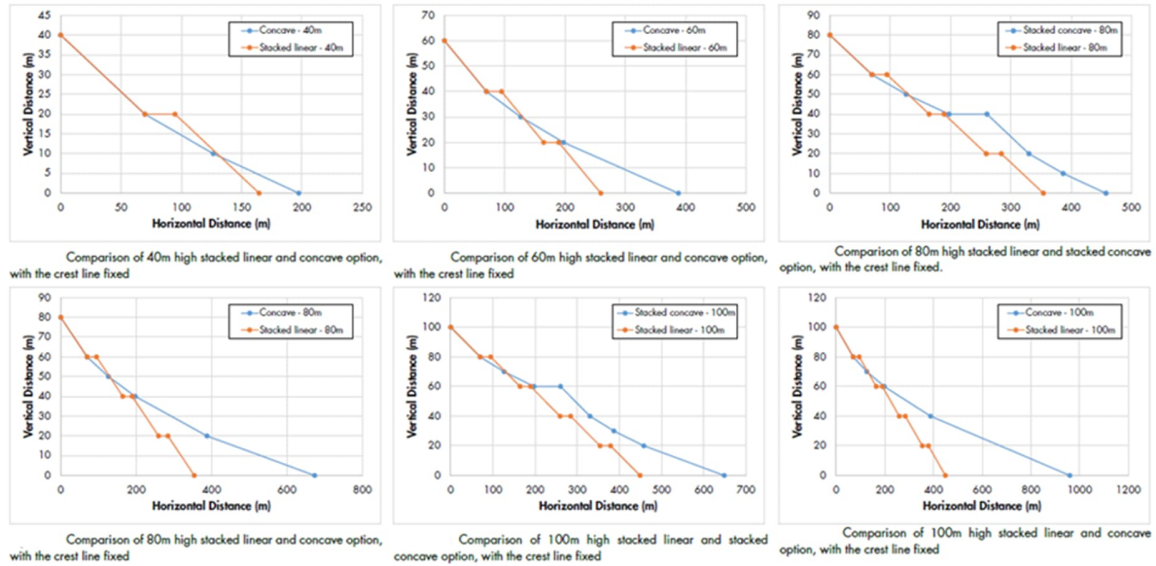 45
40
35
30
25
20
15
10
5
0
Vertical Distance (m)
Concave - 40m
Stacked linear - 40m
0 50 100 150 200 250
Horizontal Distance (m)
Comparison of 40m high stacked linear and concave option,
with the crest line fixed
70
60
50
40
30
20
10
0
Vertical Distance (m)
Concave - 60m
Stacked linear - 60m
0 100 200 300 400 500
Horizontal Distance (m)
Comparison of 60m high stacked linear and concave option,
with the crest line fixed
90
80
70
60
50
40
30
20
10
0
Vertical Distance (m)
Stacked concave - 80m
Stacked linear - 80m
0 100 200 300 400 500
Horizontal Distance (m)
Comparison of 80m high stacked linear and stacked concave
option, with the crest line fixed.
90
80
70
60
50
40
30
20
10
0
Vertical Distance (m)
Concave - 80m
Stacked linear - 80m
0 200 400 600 800
Horizontal Distance (m)
Comparison of 80m high stacked linear and concave option,
with the crest line fixed
120
100
80
60
40
20
0
Vertical Distance (m)
Stacked concave - 100m
Stacked linear - 100m
0 100 200 300 400 500 600 700
Horizontal Distance (m)
Comparison of 100m high stacked linear and stacked
concave option, with the crest line fixed
120
100
80
60
40
20
0
Vertical Distance (m)
Concave - 100m
Stacked linear - 100m
0 200 400 600 800 1000 1200
Horizontal Distance (m)
Comparison of 100m high stacked linear and concave
option, with the crest line fixed